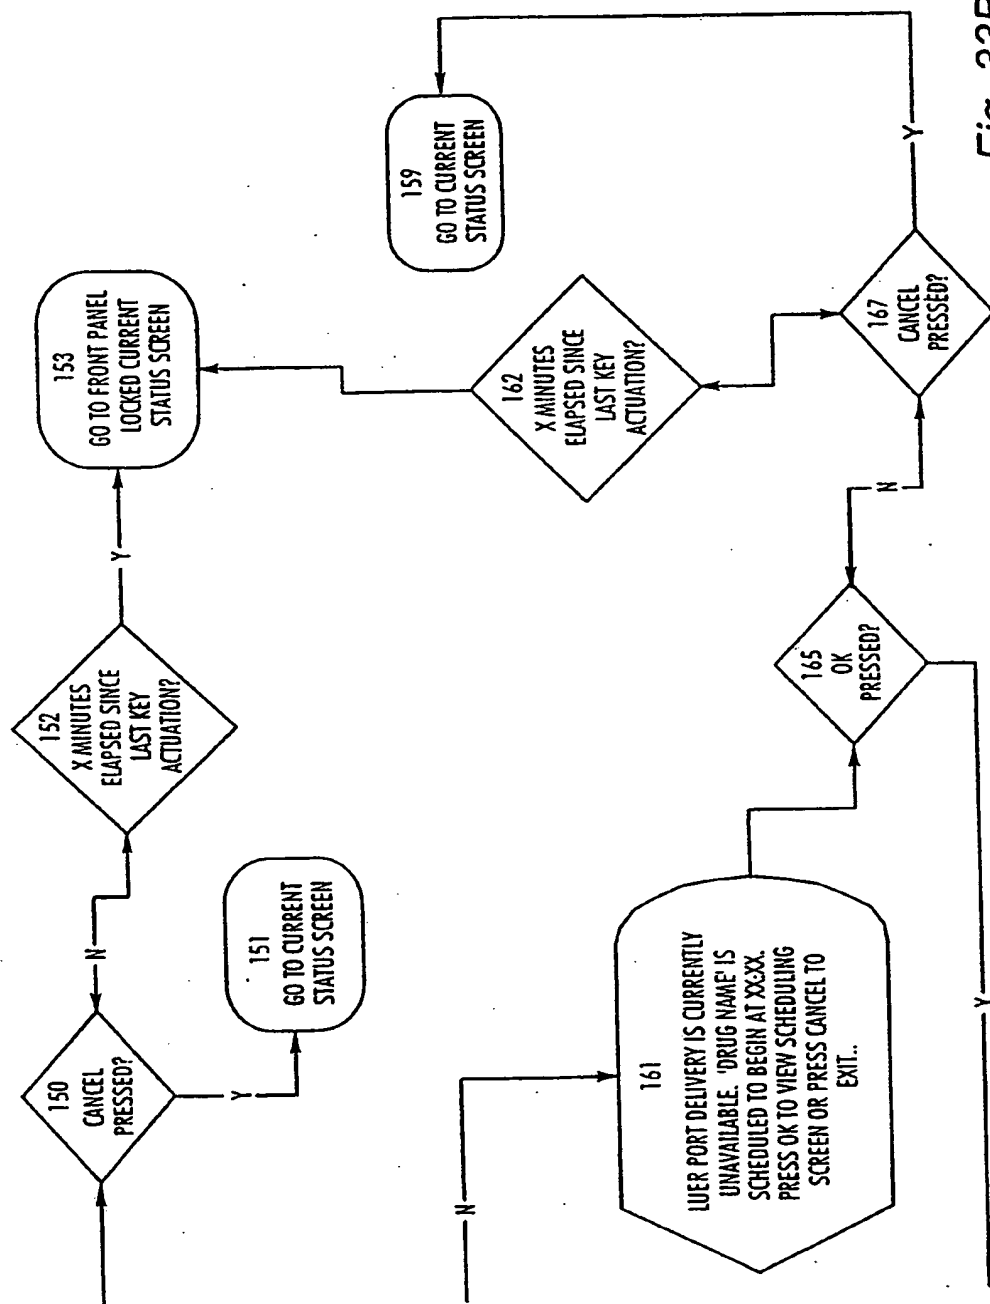 150
CANCEL
PRESSED?
Y
N
151
GO TO CURRENT
STATUS SCREEN
152
X MINUTES
ELAPSED SINCE
LAST KEY
ACTUATION?
Y
153
GO TO FRONT PANEL
LOCKED CURRENT
STATUS SCREEN
N
161
LUER PORT DELIVERY IS CURRENTLY
UNAVAILABLE. 'DRUG NAME' IS
SCHEDULED TO BEGIN AT XX:XX.
PRESS OK TO VIEW SCHEDULING
SCREEN OR PRESS CANCEL TO
EXIT..
165
OK
PRESSED?
Y
N
162
X MINUTES
ELAPSED SINCE
LAST KEY
ACTUATION?
167
CANCEL
PRESSED?
Y
159
GO TO CURRENT
STATUS SCREEN
Fig.